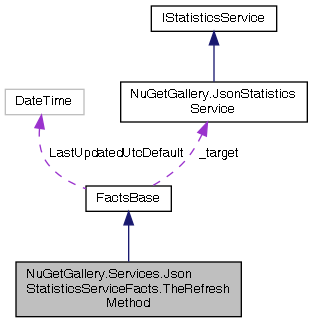 IStatisticsService
DateTime
NuGetGallery.JsonStatistics
Service
LastUpdatedUtcDefault
_target
FactsBase
NuGetGallery.Services.Json
StatisticsServiceFacts.TheRefresh
Method